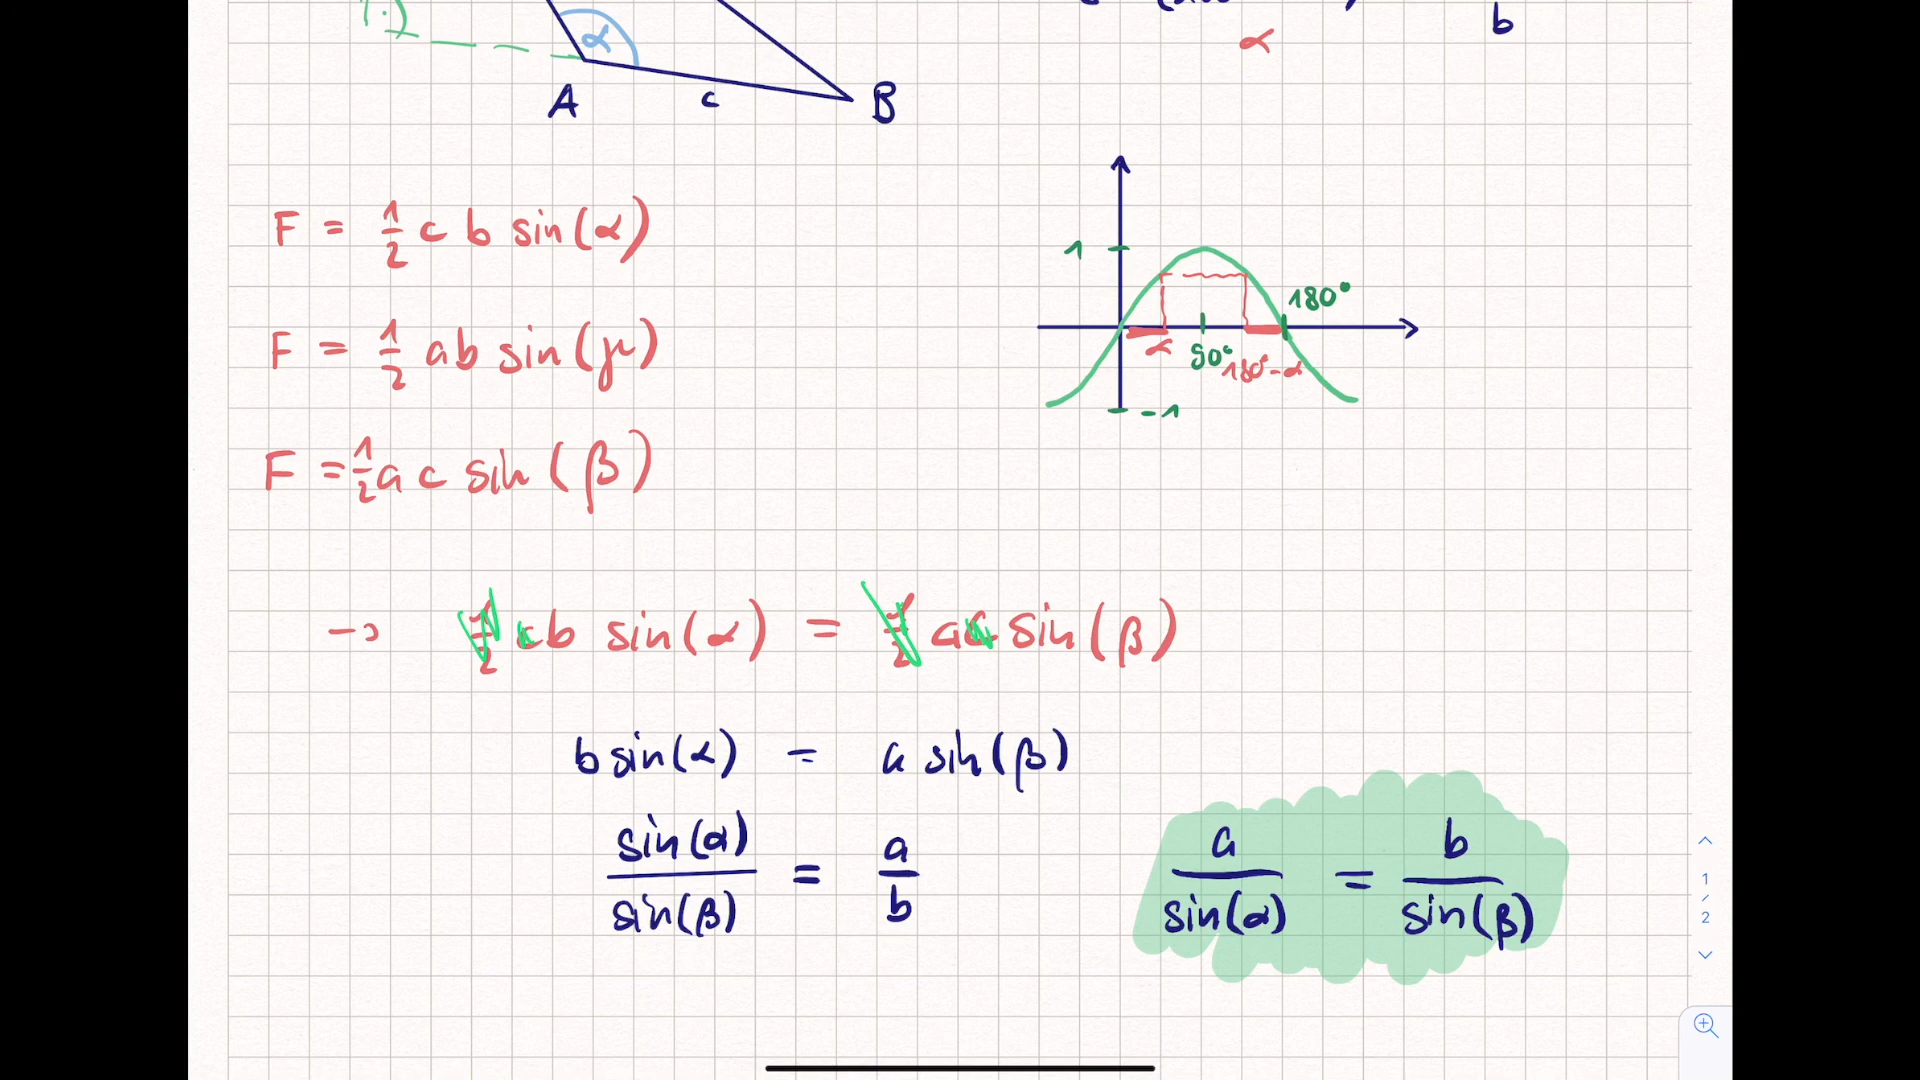 α
b
α
A
c
B
F = 1/2 c b sin(α)
1
180°
F = 1/2 ab sin(γ)
α
90°
180°-α
-1
F = 1/2 a c sin(β)
→ 1/2 cb sin(α) = 1/2 ac sin(β)
b sin(α) = a sin(β)
sin(α)/sin(β) = a/b
a/sin(α) = b/sin(β)
1
/
2